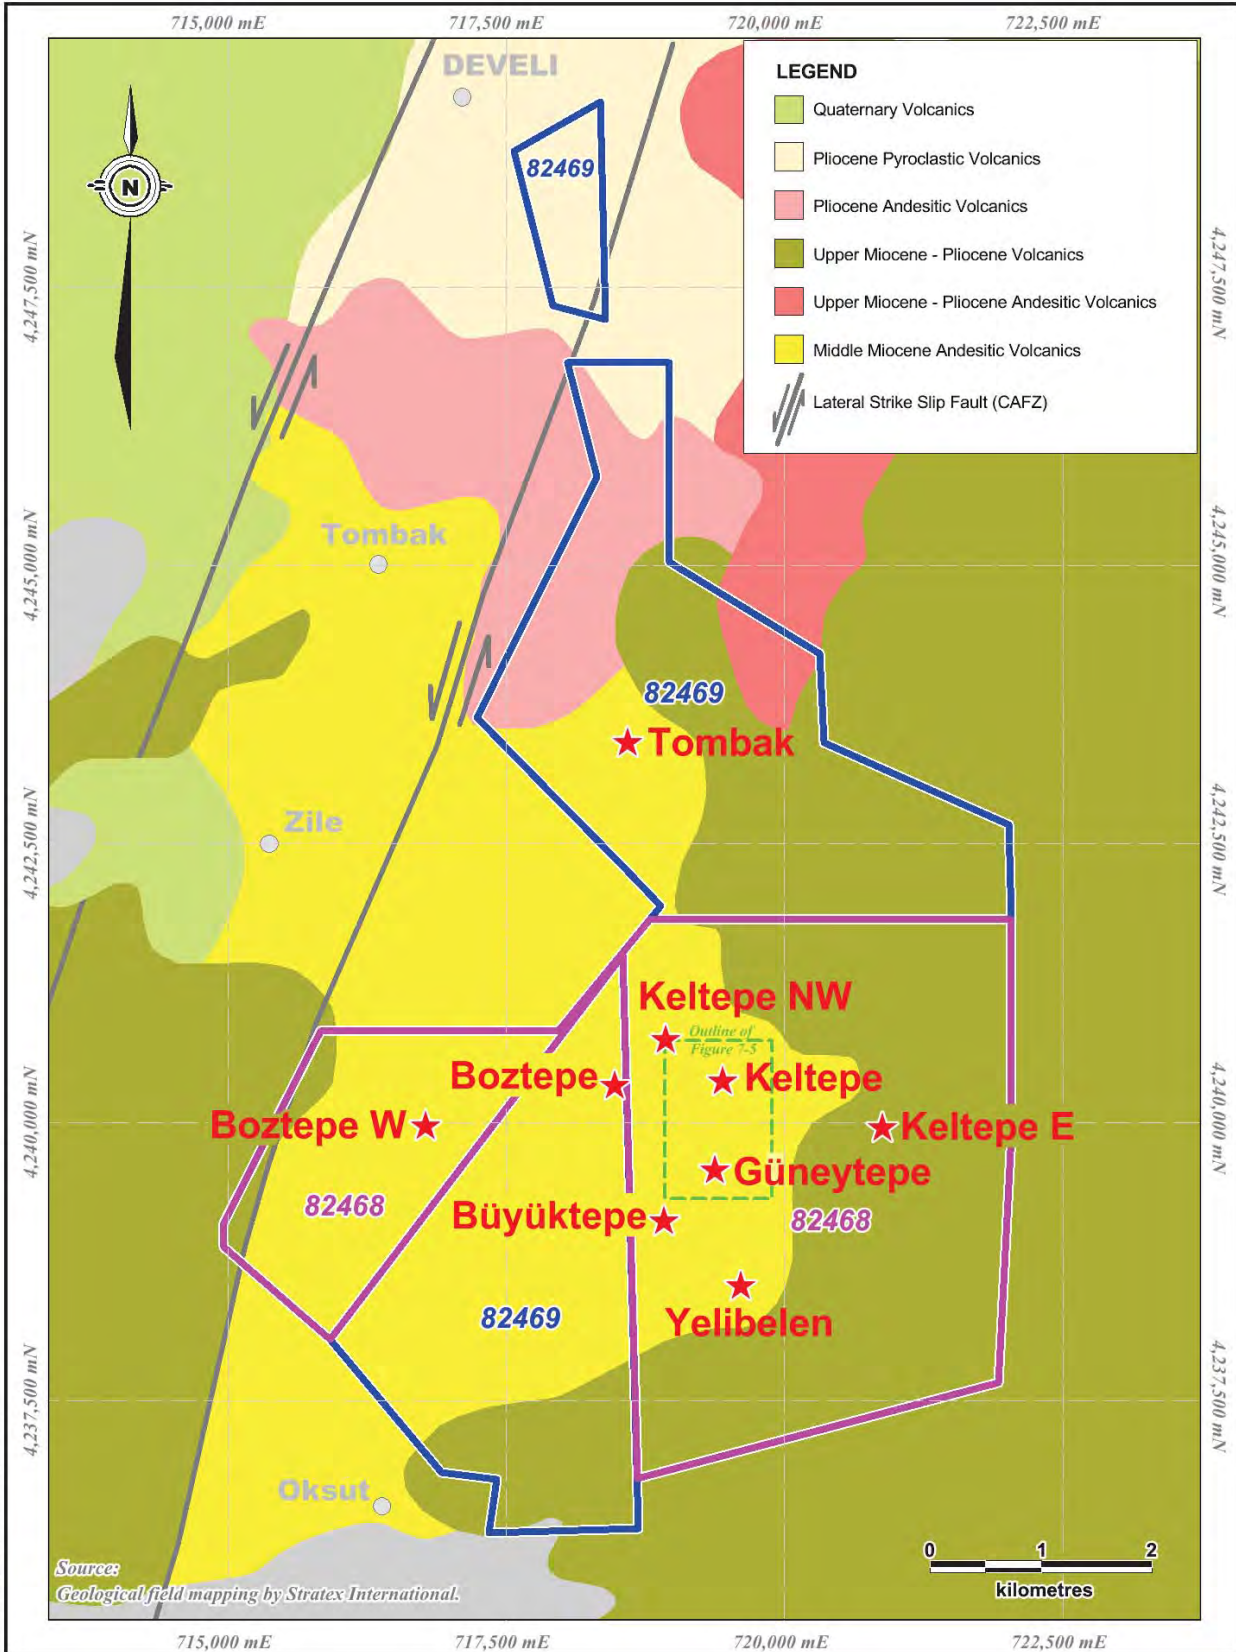 715,000 mE
717,500 mE
720,000 mE
722,500 mE
DEVELI
LEGEND
Quaternary Volcanics
Pliocene Pyroclastic Volcanics
Pliocene Andesitic Volcanics
Upper Miocene - Pliocene Volcanics
Upper Miocene - Pliocene Andesitic Volcanics
Middle Miocene Andesitic Volcanics
Lateral Strike Slip Fault (CAFZ)
N
82469
4,247,500 mN
4,247,500 mN
Tombak
4,245,000 mN
4,245,000 mN
82469
Tombak
Zile
4,242,500 mN
4,242,500 mN
Keltepe NW
Outline of
Figure 7-5
Boztepe
Keltepe
Boztepe W
Keltepe E
4,240,000 mN
4,240,000 mN
Güneytepe
82468
Büyüktepe
82468
82469
Yelibelen
4,237,500 mN
4,237,500 mN
Oksut
Source:
Geological field mapping by Stratex International.
0 1 2
kilometres
715,000 mE
717,500 mE
720,000 mE
722,500 mE